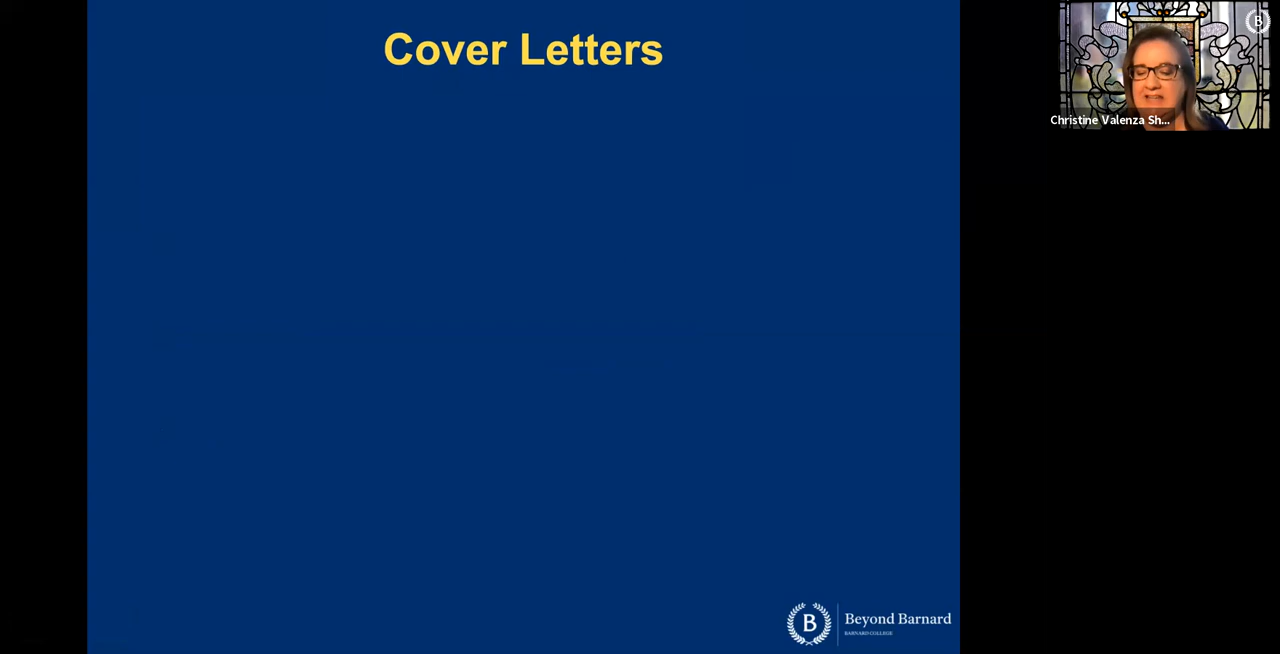 Cover Letters
B
Christine Valenza Sh...
B
Beyond Barnard
BARNARD COLLEGE